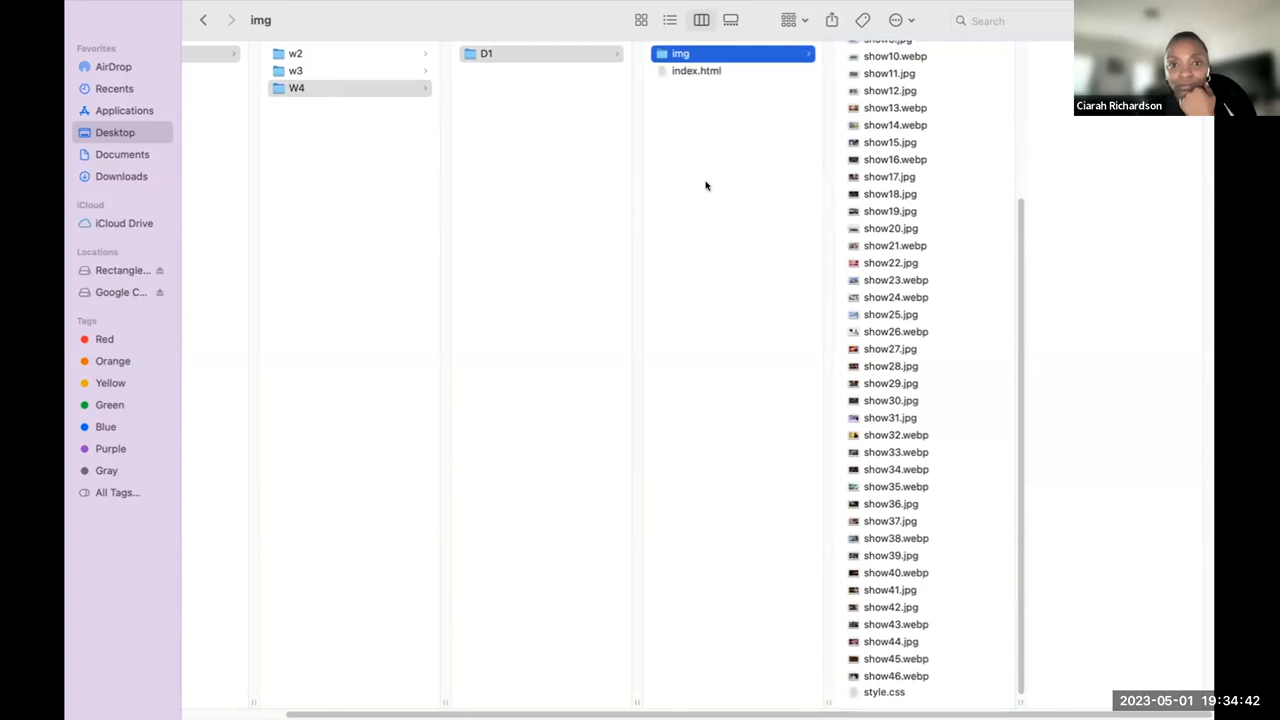 img
Search
Favorites
AirDrop
Recents
Applications
Desktop
Documents
Downloads
iCloud
iCloud Drive
Locations
Rectangle...
Google C...
Tags
Red
Orange
Yellow
Green
Blue
Purple
Gray
All Tags...
w2
w3
W4
D1
img
index.html
show10.webp
show11.jpg
show12.jpg
show13.webp
show14.webp
show15.jpg
show16.webp
show17.jpg
show18.jpg
show19.jpg
show20.jpg
show21.webp
show22.jpg
show23.webp
show24.webp
show25.jpg
show26.webp
show27.jpg
show28.jpg
show29.jpg
show30.jpg
show31.jpg
show32.webp
show33.webp
show34.webp
show35.webp
show36.jpg
show37.jpg
show38.webp
show39.jpg
show40.webp
show41.jpg
show42.jpg
show43.webp
show44.jpg
show45.webp
show46.webp
style.css
Ciarah Richardson
2023-05-01 19:34:42